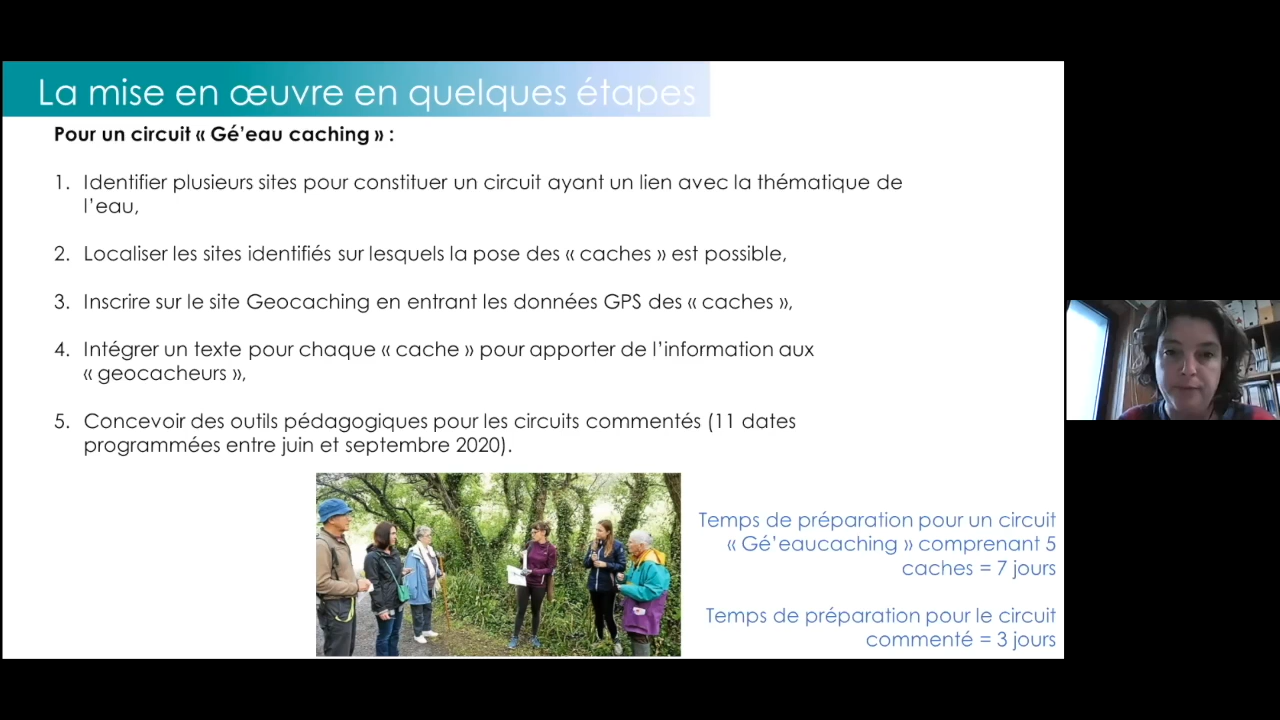 La mise en œuvre en quelques étapes
Pour un circuit « Gé’eau caching » :
1. Identifier plusieurs sites pour constituer un circuit ayant un lien avec la thématique de
l’eau,
2. Localiser les sites identifiés sur lesquels la pose des « caches » est possible,
3. Inscrire sur le site Geocaching en entrant les données GPS des « caches »,
4. Intégrer un texte pour chaque « cache » pour apporter de l’information aux
« geocacheurs »,
5. Concevoir des outils pédagogiques pour les circuits commentés (11 dates
programmées entre juin et septembre 2020).
Temps de préparation pour un circuit
« Gé’eaucaching » comprenant 5
caches = 7 jours
Temps de préparation pour le circuit
commenté = 3 jours